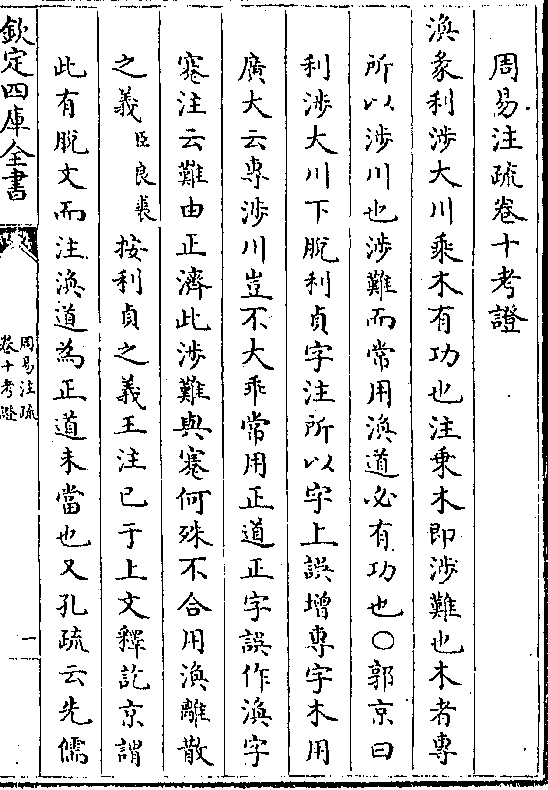 周易注疏卷十考證
渙彖利涉大川乘木有功也注乘木即涉難也木者專
所以涉川也涉難而常用渙道必有功也○郭京曰
利涉大川下脫利貞字注所以字上誤增專字木用
廣大云專涉川豈不大乖常用正道正字誤作渙字
蹇注云難由正濟此涉難與蹇何殊不合用渙離散
之義臣良裘按利貞之義王注已于上文釋訖京謂
此有脫文而注渙道為正道未當也又孔疏云先儒
欽定四庫全書
周易注疏
卷十考證
一